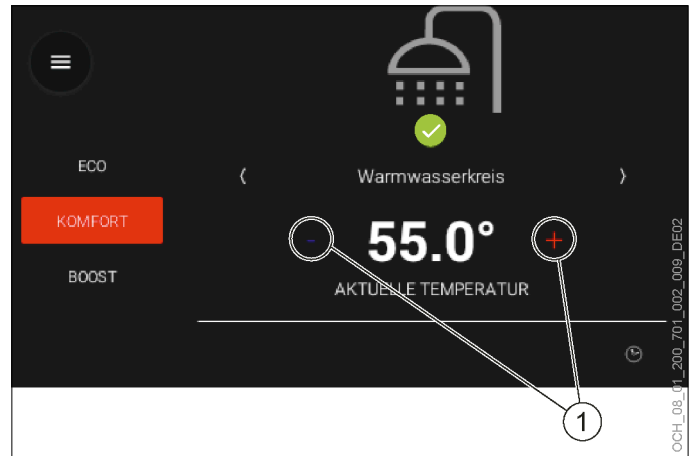 ECO
KOMFORT
BOOST
Warmwasserkreis
- 55.0° +
AKTUELLE TEMPERATUR
1
OCH_08_01_200_701_002_009_DE02